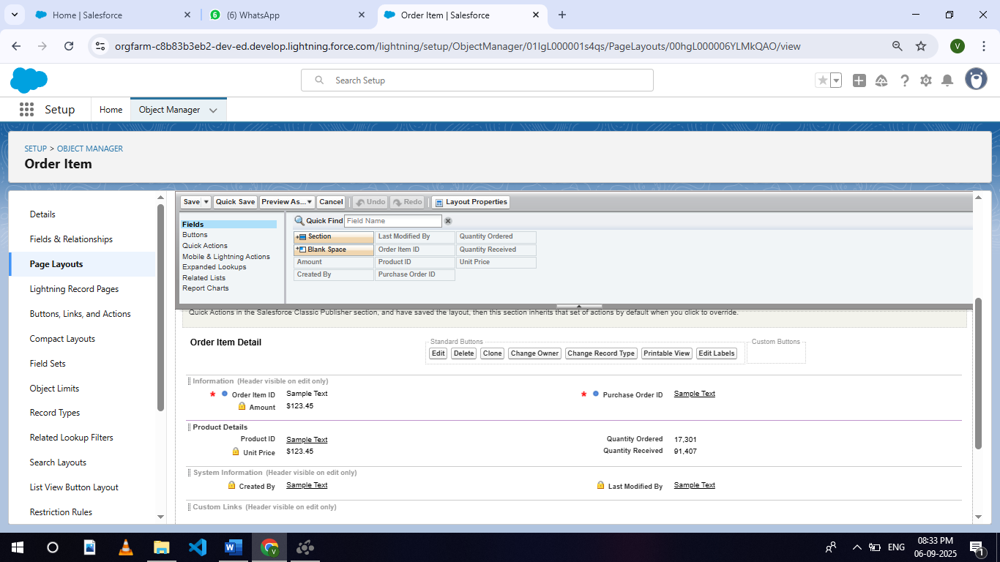 Home | Salesforce
6 (6) WhatsApp
Order Item | Salesforce
orgfarm-c8b83b3eb2-dev-ed.develop.lightning.force.com/lightning/setup/ObjectManager/01IgL000001s4qs/PageLayouts/00hgL000006YLMkQAO/view
V
Search Setup
Setup
Home
Object Manager
SETUP > OBJECT MANAGER
Order Item
Details
Fields & Relationships
Page Layouts
Lightning Record Pages
Buttons, Links, and Actions
Compact Layouts
Field Sets
Object Limits
Record Types
Related Lookup Filters
Search Layouts
List View Button Layout
Restriction Rules
Save Quick Save Preview As... Cancel Undo Redo Layout Properties
Fields
Buttons
Quick Actions
Mobile & Lightning Actions
Expanded Lookups
Related Lists
Report Charts
Quick Find Field Name
Section Last Modified By Quantity Ordered
Blank Space Order Item ID Quantity Received
Amount Product ID Unit Price
Created By Purchase Order ID
Quick Actions in the Salesforce Classic Publisher section, and have saved the layout, then this section inherits that set of actions by default when you click to override.
Order Item Detail
Standard Buttons
Edit Delete Clone Change Owner Change Record Type Printable View Edit Labels
Custom Buttons
Information (Header visible on edit only)
* Order Item ID Sample Text * Purchase Order ID Sample Text
Amount $123.45
Product Details
Product ID Sample Text Quantity Ordered 17,301
Unit Price $123.45 Quantity Received 91,407
System Information (Header visible on edit only)
Created By Sample Text Last Modified By Sample Text
Custom Links (Header visible on edit only)
W
V
ENG
08:33 PM
06-09-2025
1